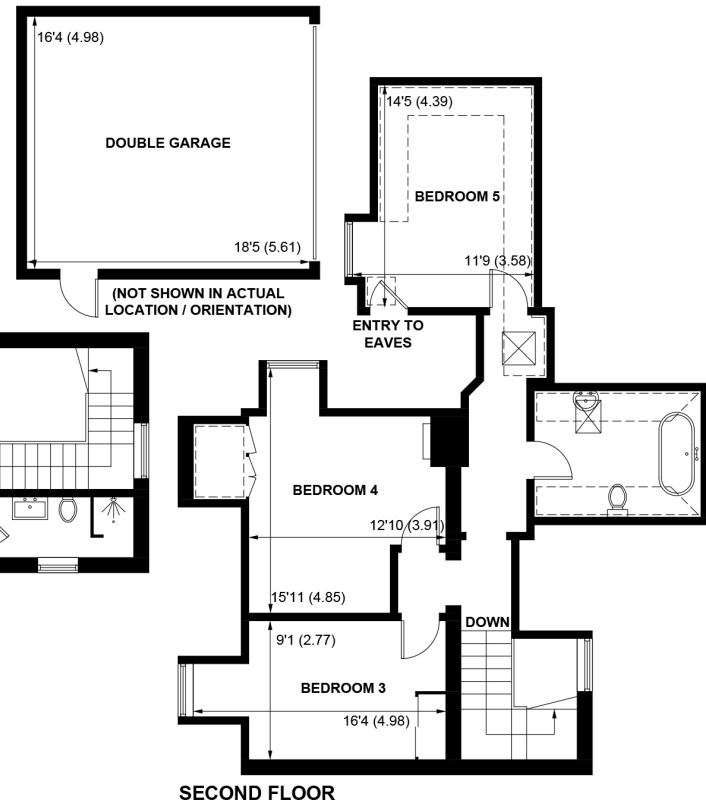 16'4 (4.98)
DOUBLE GARAGE
18'5 (5.61)
(NOT SHOWN IN ACTUAL
LOCATION / ORIENTATION)
14'5 (4.39)
BEDROOM 5
11'9 (3.58)
ENTRY TO
EAVES
BEDROOM 4
12'10 (3.91)
15'11 (4.85)
DOWN
9'1 (2.77)
BEDROOM 3
16'4 (4.98)
SECOND FLOOR